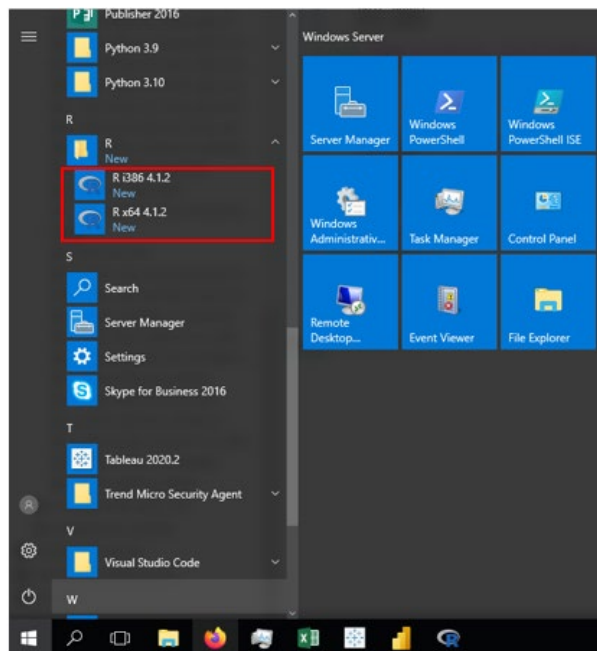 Publisher 2016
Python 3.9
Python 3.10
R
R
New
R i386 4.1.2
New
R x64 4.1.2
New
S
Search
Server Manager
Settings
Skype for Business 2016
T
Tableau 2020.2
Trend Micro Security Agent
V
Visual Studio Code
W
Windows Server
Server Manager
Windows
PowerShell
Windows
PowerShell ISE
Windows
Administrativ...
Task Manager
Control Panel
Remote
Desktop...
Event Viewer
File Explorer